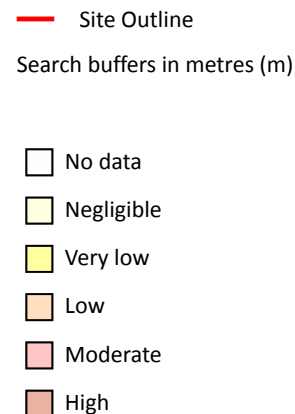 Site Outline
Search buffers in metres (m)
No data
Negligible
Very low
Low
Moderate
High